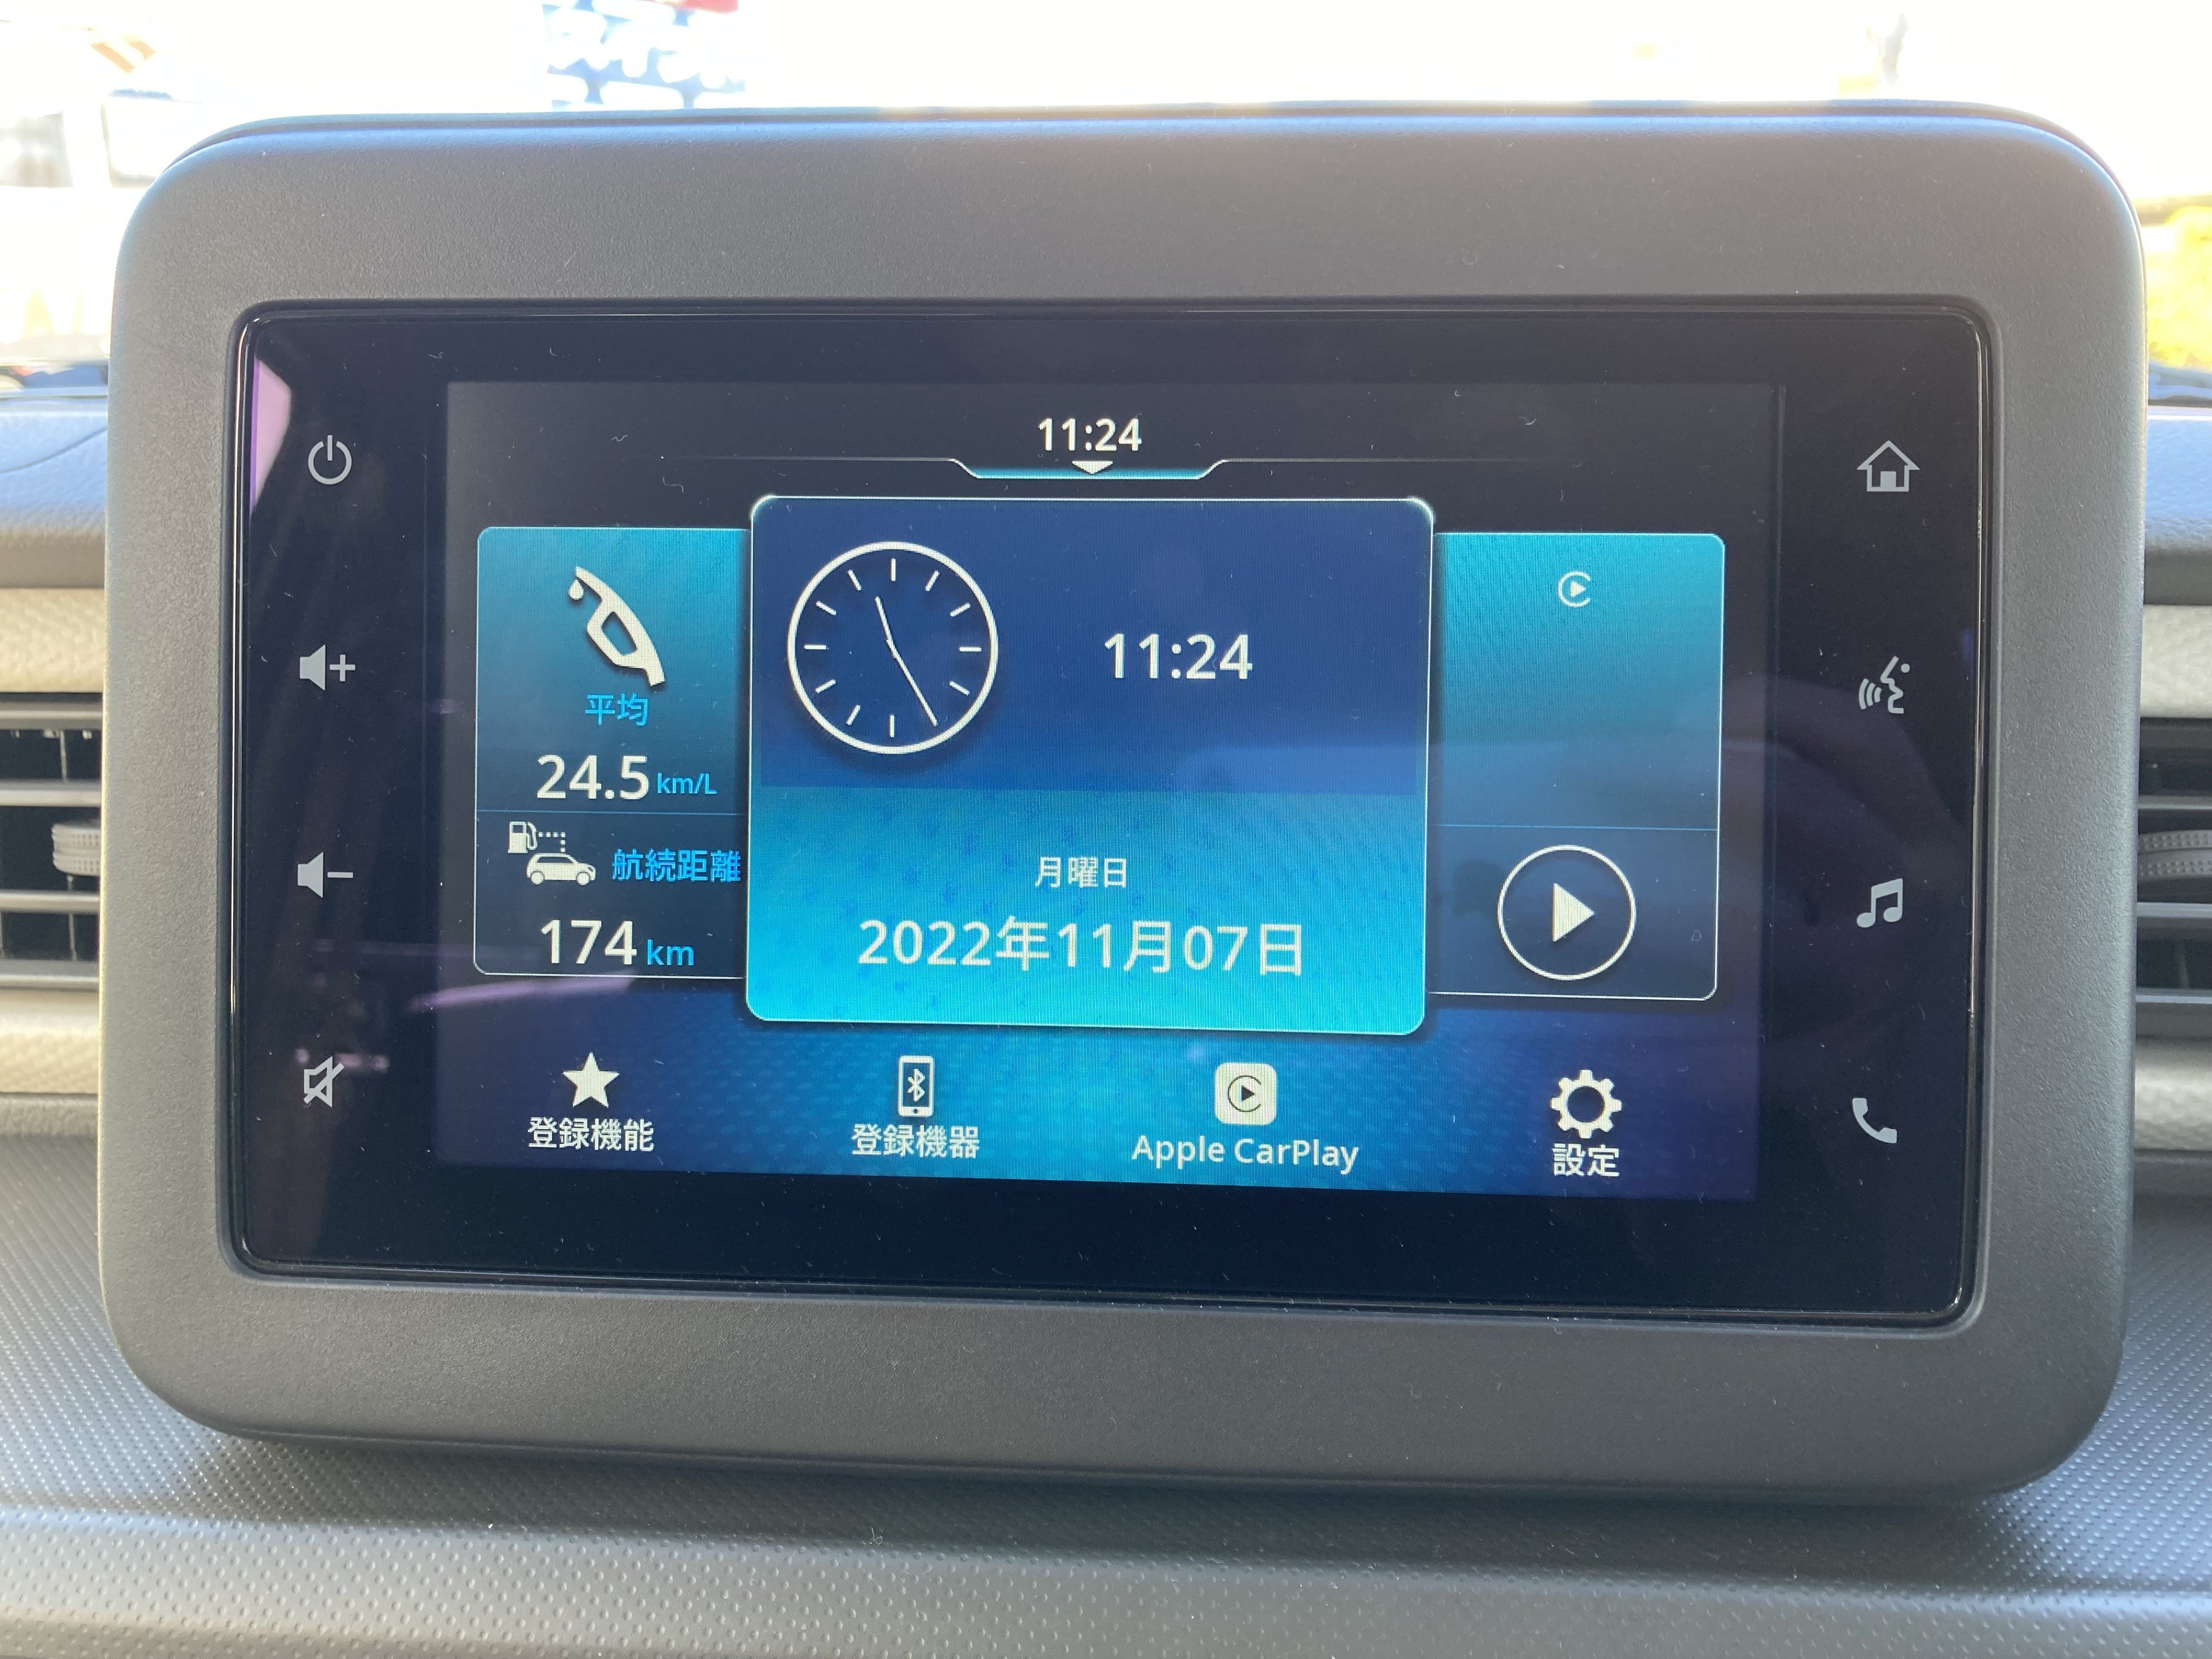 11:24
平均
24.5 km/L
航続距離
174 km
11:24
月曜日
2022年11月07日
登録機能
登録機器
Apple CarPlay
設定